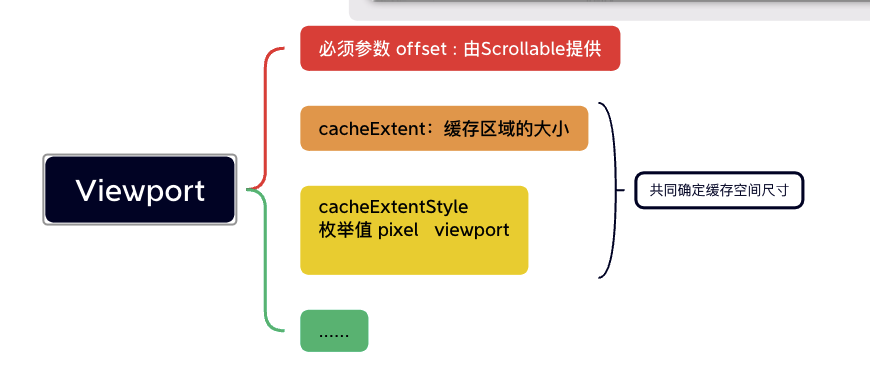 Viewport
必须参数 offset : 由Scrollable提供
cacheExtent：缓存区域的大小
cacheExtentStyle
枚举值 pixel viewport
共同确定缓存空间尺寸
......